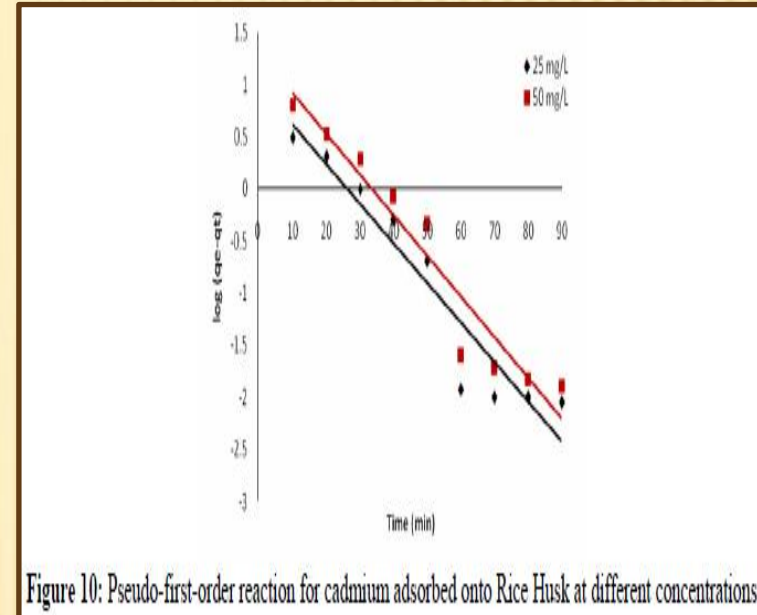 1.5
25 mg/L
1
50 mg/L
0.5
0
0 10 20 30 40 50 60 70 80 90
-0.5
-1
-1.5
-2
-2.5
-3
log (qe-qt)
Time (min)
Figure 10: Pseudo-first-order reaction for cadmium adsorbed onto Rice Husk at different concentrations